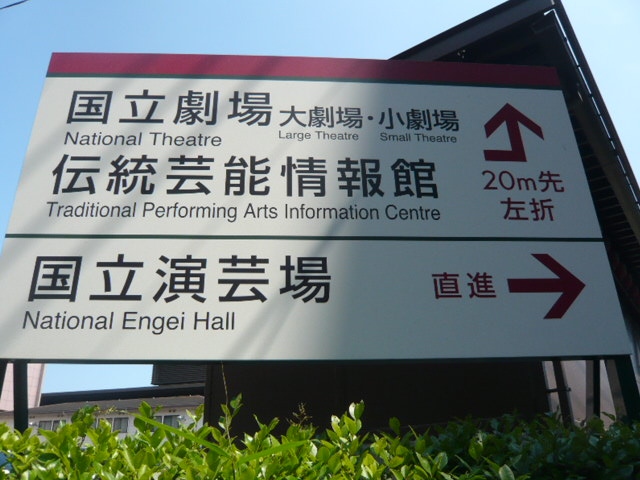 国立劇場 大劇場・小劇場
National Theatre Large Theatre Small Theatre
伝統芸能情報館
Traditional Performing Arts Information Centre
20m先
左折
国立演芸場
National Engei Hall
直進